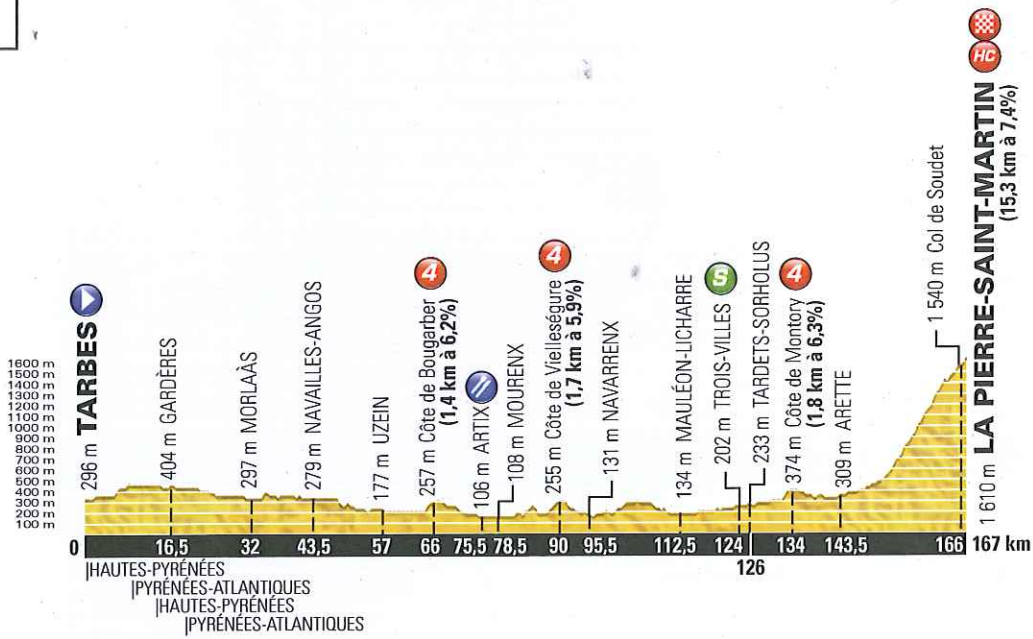 1600 m
1500 m
1400 m
1300 m
1200 m
1100 m
1000 m
900 m
800 m
700 m
600 m
500 m
400 m
300 m
200 m
100 m
296 m TARBES
404 m GARDÈRES
297 m MORLAÀS
279 m NAVAILLES-ANGOS
177 m UZEIN
4
257 m Côte de Bougarber
(1,4 km à 6,2%)
106 m ARTIX
108 m MOURENX
4
255 m Côte de Vielleségure
(1,7 km à 5,9%)
131 m NAVARRENX
134 m MAULÉON-LICHARRE
S
202 m TROIS-VILLES
233 m TARDETS-SORHOLUS
4
374 m Côte de Montory
(1,8 km à 6,3%)
309 m ARETTE
1 540 m Col de Soudet
HC
1 610 m LA PIERRE-SAINT-MARTIN
(15,3 km à 7,4%)
0 16,5 32 43,5 57 66 75,5 78,5 90 95,5 112,5 124 134 143,5 166 167 km
126
HAUTES-PYRÉNÉES
PYRÉNÉES-ATLANTIQUES
HAUTES-PYRÉNÉES
PYRÉNÉES-ATLANTIQUES